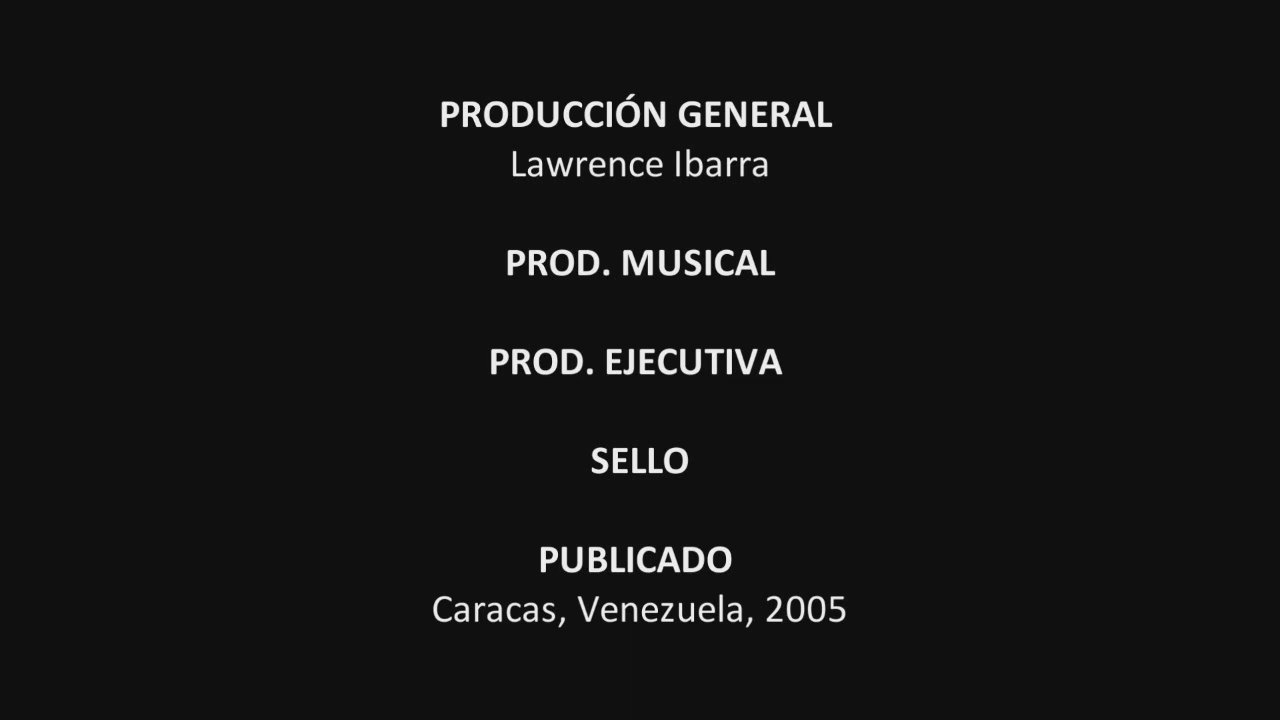 PRODUCCIÓN GENERAL
Lawrence Ibarra
PROD. MUSICAL
PROD. EJECUTIVA
SELLO
PUBLICADO
Caracas, Venezuela, 2005